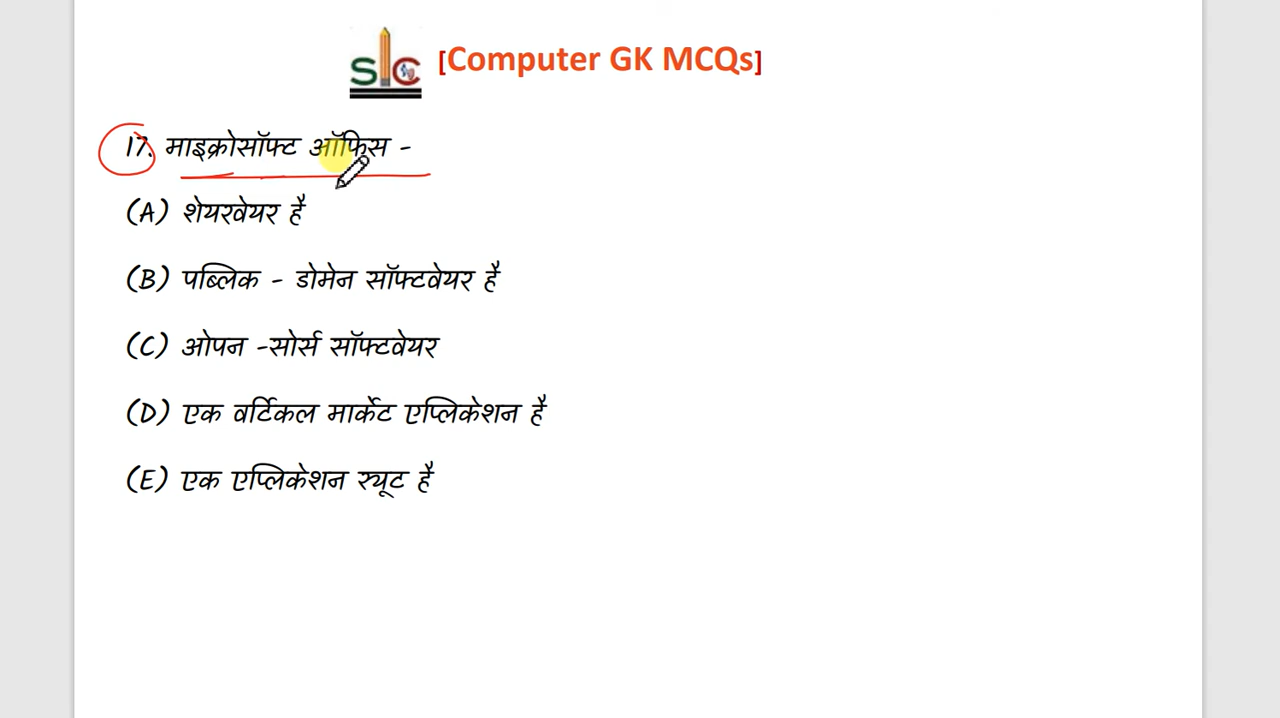 SIC [Computer GK MCQs]
17. माइक्रोसॉफ्ट ऑफिस -
(A) शेयरवेयर है
(B) पब्लिक - डोमेन सॉफ्टवेयर है
(C) ओपन -सोर्स सॉफ्टवेयर
(D) एक वर्टिकल मार्केट एप्लिकेशन है
(E) एक एप्लिकेशन स्यूट है